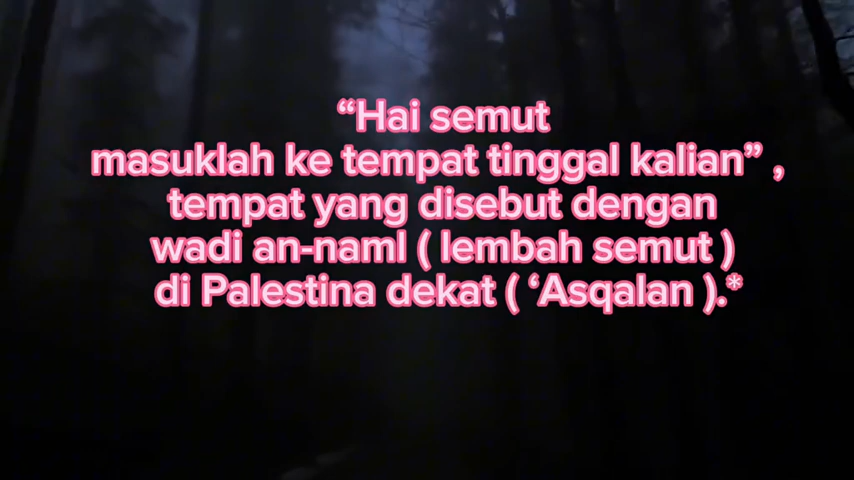 “Hai semut
masuklah ke tempat tinggal kalian” ,
tempat yang disebut dengan
wadi an-naml ( lembah semut )
di Palestina dekat ( ‘Asqalan ).*